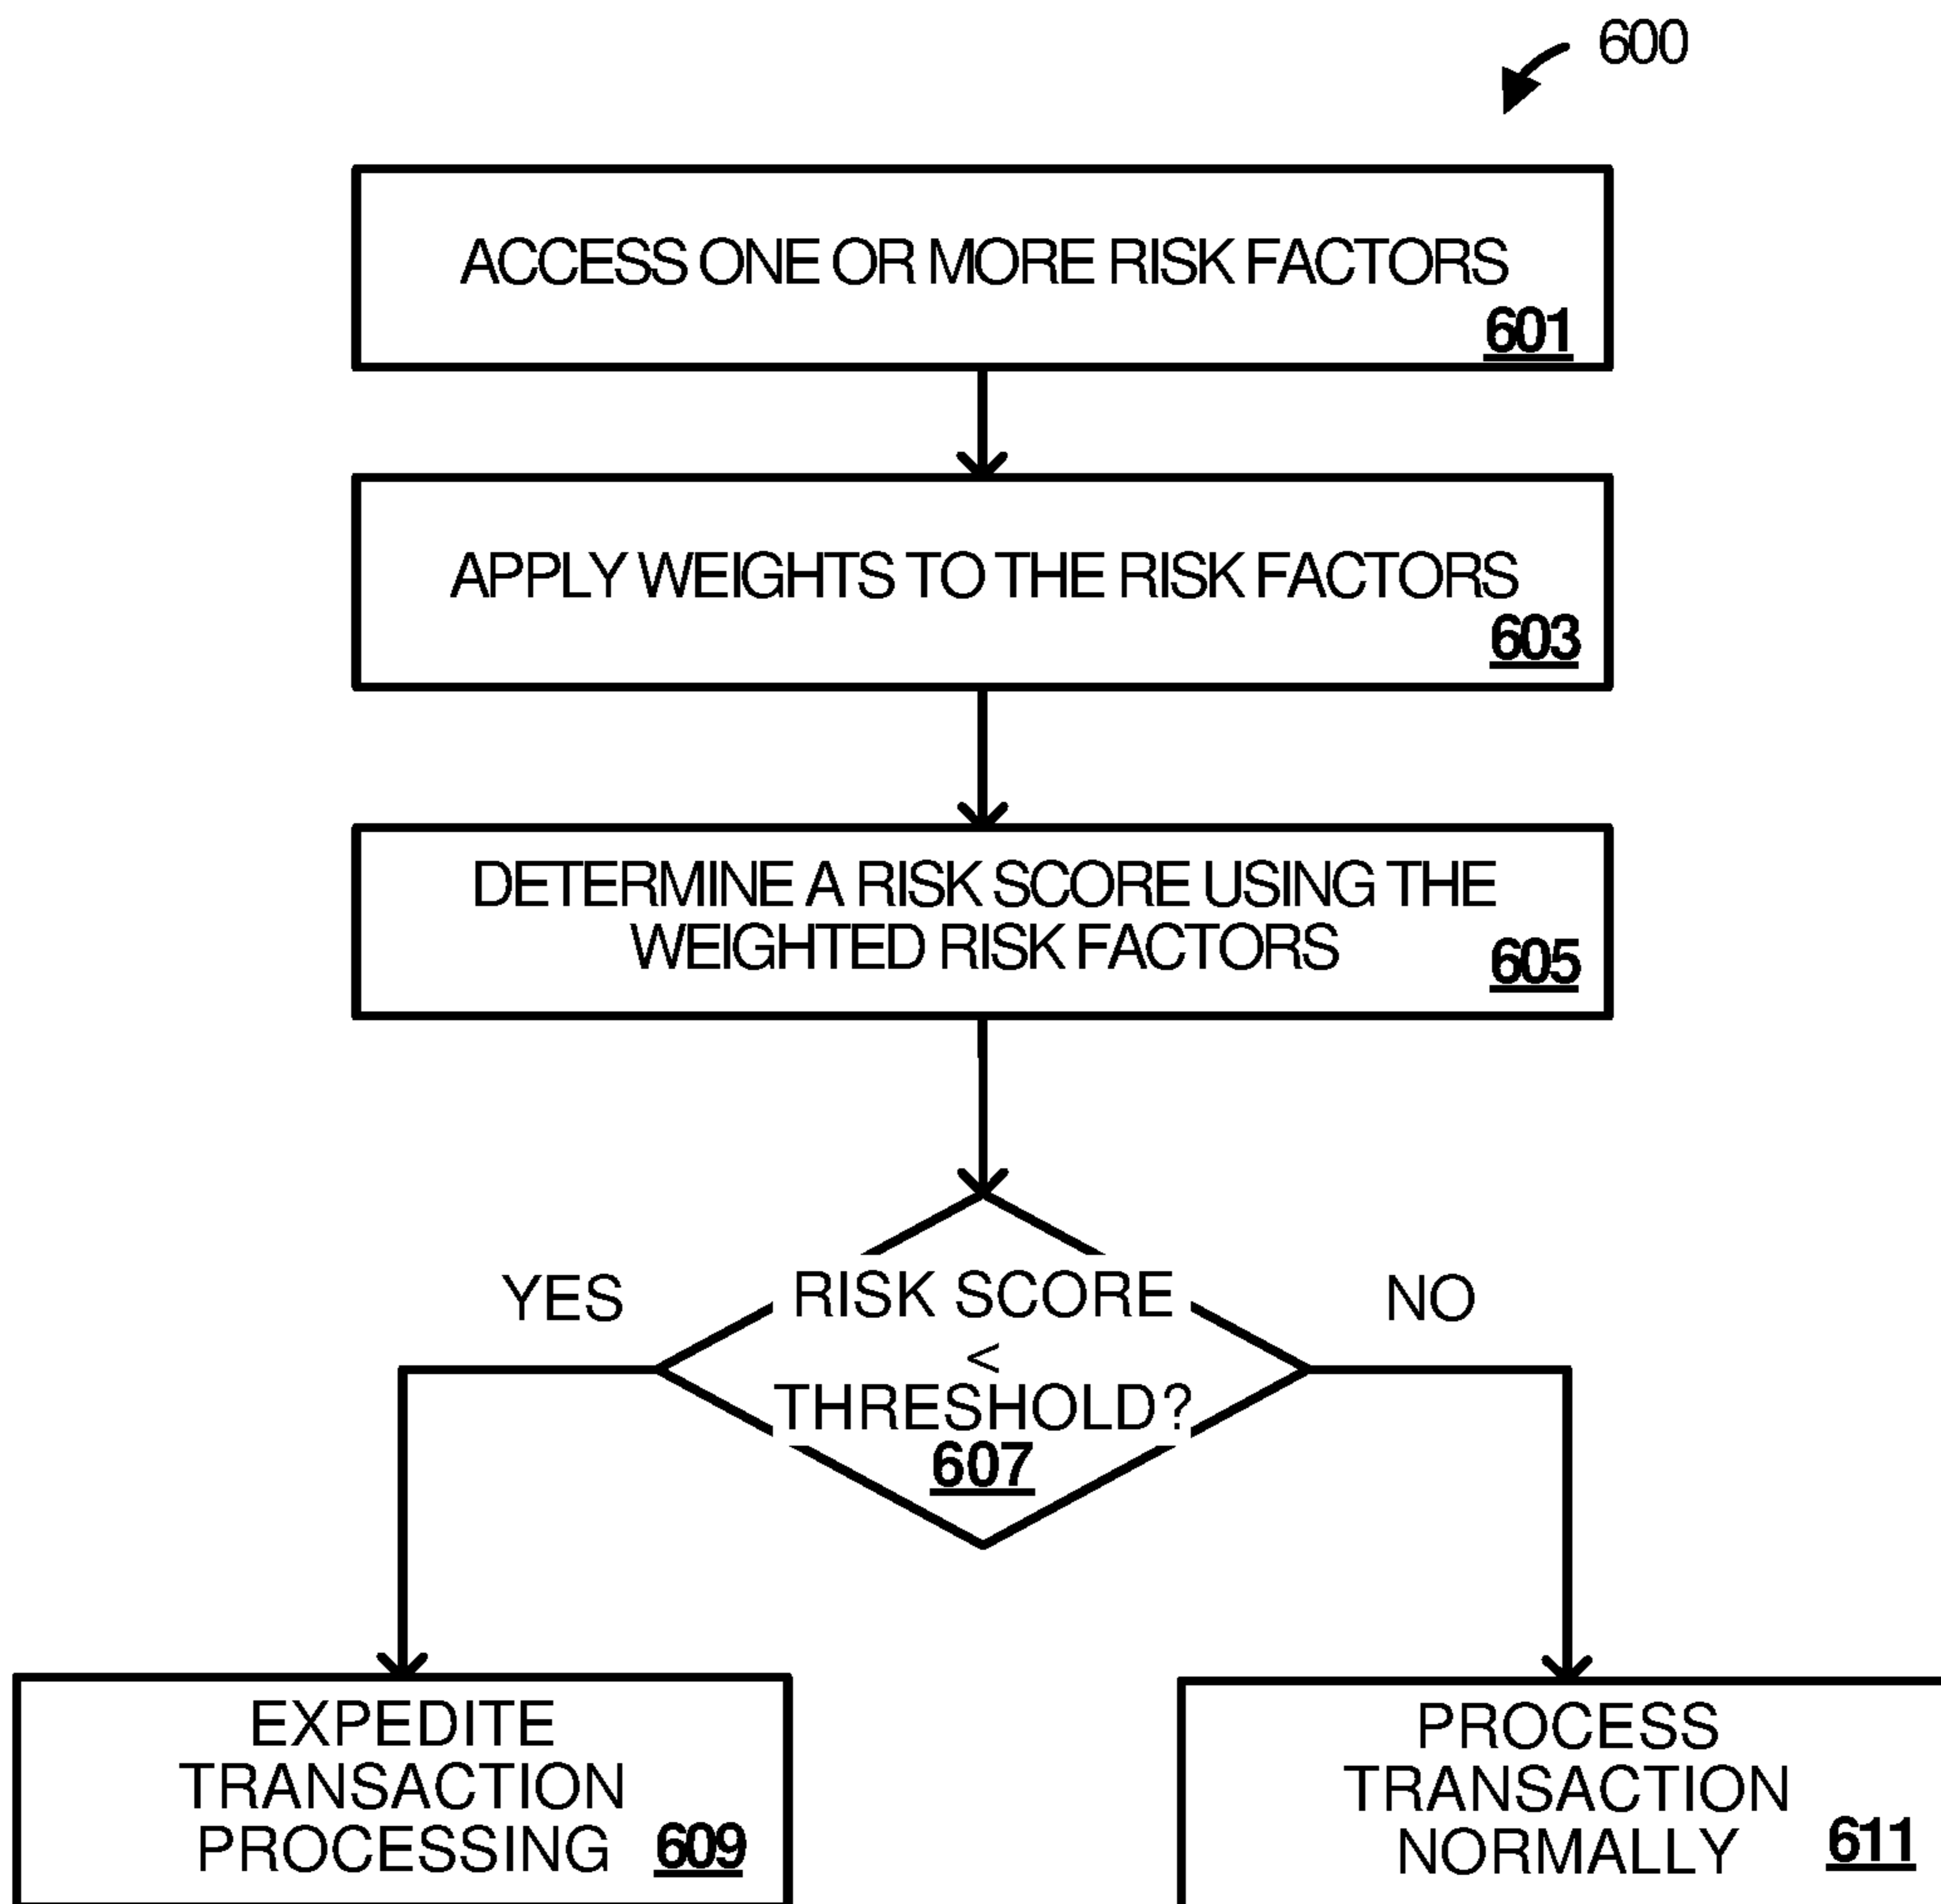 600
ACCESS ONE OR MORE RISK FACTORS
601
APPLY WEIGHTS TO THE RISK FACTORS
603
DETERMINE A RISK SCORE USING THE
WEIGHTED RISK FACTORS
605
YES
RISK SCORE
<
THRESHOLD?
607
NO
EXPEDITE
TRANSACTION
PROCESSING
609
PROCESS
TRANSACTION
NORMALLY
611